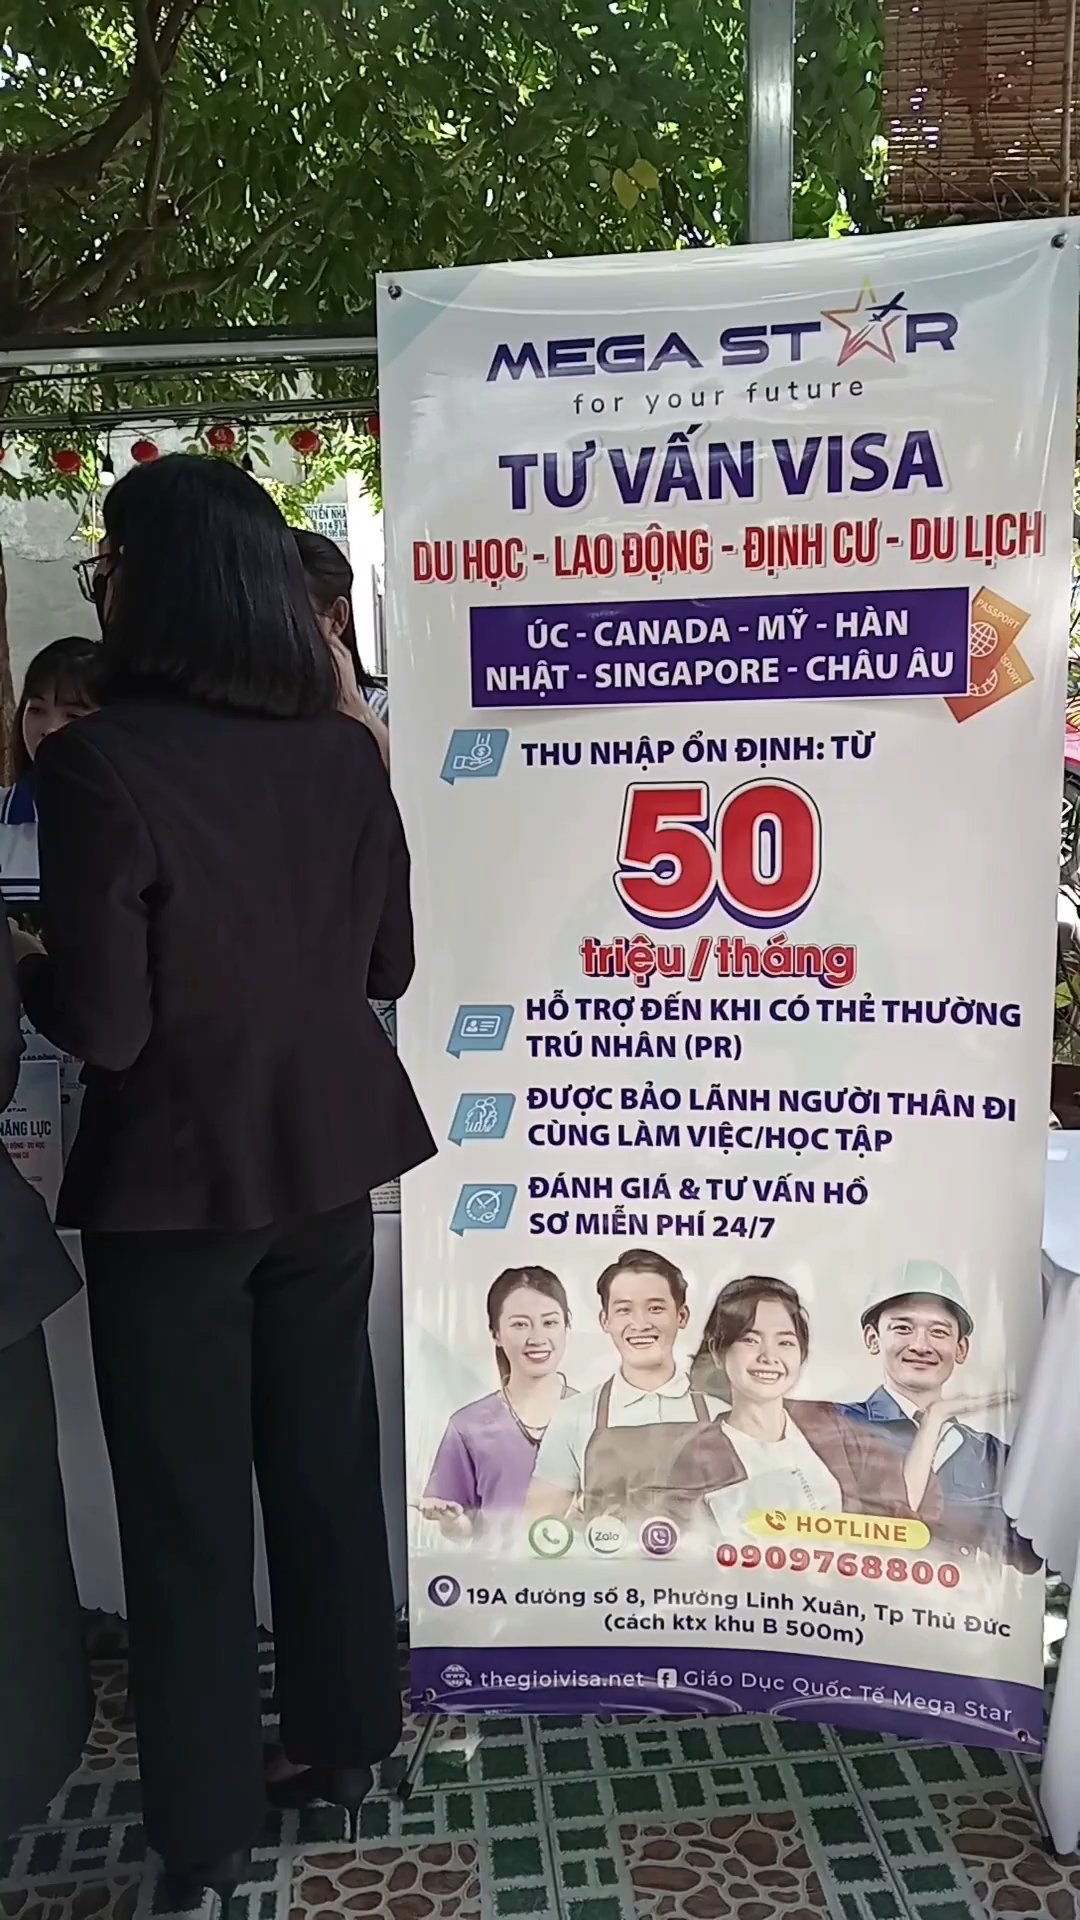 MEGA STAR
for your future
TƯ VẤN VISA
DU HỌC - LAO ĐỘNG - ĐỊNH CƯ - DU LỊCH
ÚC - CANADA - MỸ - HÀN
NHẬT - SINGAPORE - CHÂU ÂU
PASSPORT
THU NHẬP ỔN ĐỊNH: TỪ
50
triệu/tháng
HỖ TRỢ ĐẾN KHI CÓ THẺ THƯỜNG
TRÚ NHÂN (PR)
ĐƯỢC BẢO LÃNH NGƯỜI THÂN ĐI
CÙNG LÀM VIỆC/HỌC TẬP
ĐÁNH GIÁ & TƯ VẤN HỒ
SƠ MIỄN PHÍ 24/7
Zalo
HOTLINE
0909768800
19A đường số 8, Phường Linh Xuân, Tp Thủ Đức
(cách ktx khu B 500m)
thegioivisa.net
Giáo Dục Quốc Tế Mega Star
NĂNG LỰC